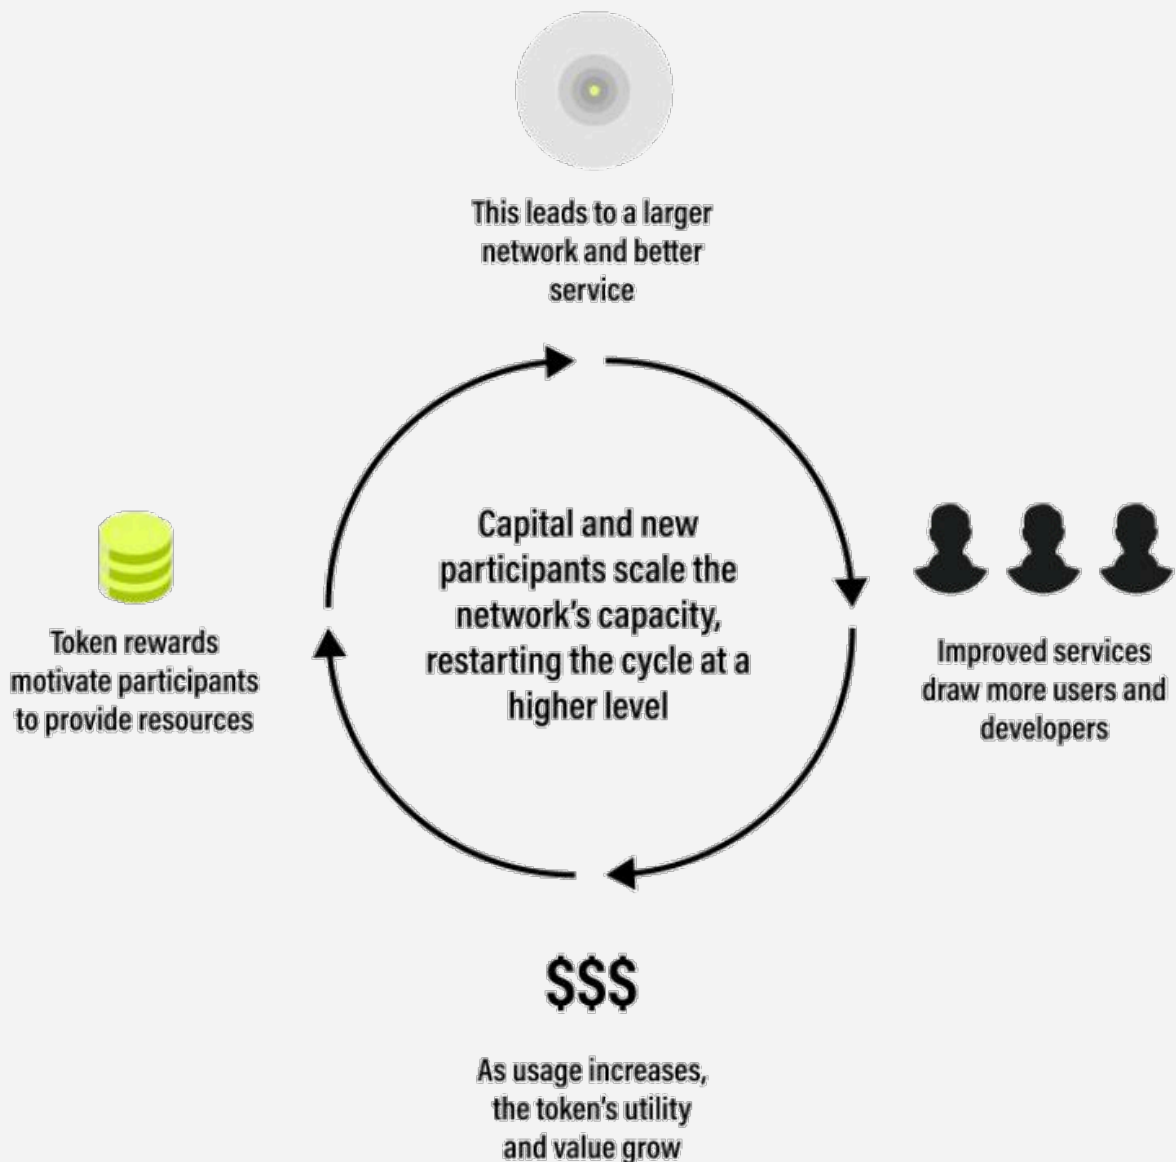 This leads to a larger
network and better
service
Capital and new
participants scale the
network's capacity,
restarting the cycle at a
higher level
Token rewards
motivate participants
to provide resources
Improved services
draw more users and
developers
$$$
As usage increases,
the token's utility
and value grow